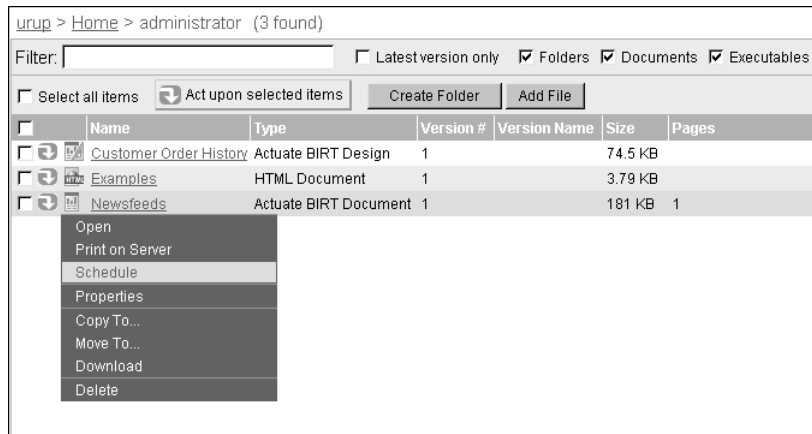 urup > Home > administrator (3 found)
Filter: Latest version only Folders Documents Executables
Select all items Act upon selected items Create Folder Add File
Name Type Version # Version Name Size Pages
Customer Order History Actuate BIRT Design 1 74.5 KB
Examples HTML Document 1 3.79 KB
Newsfeeds Actuate BIRT Document 1 181 KB 1
Open
Print on Server
Schedule
Properties
Copy To...
Move To...
Download
Delete